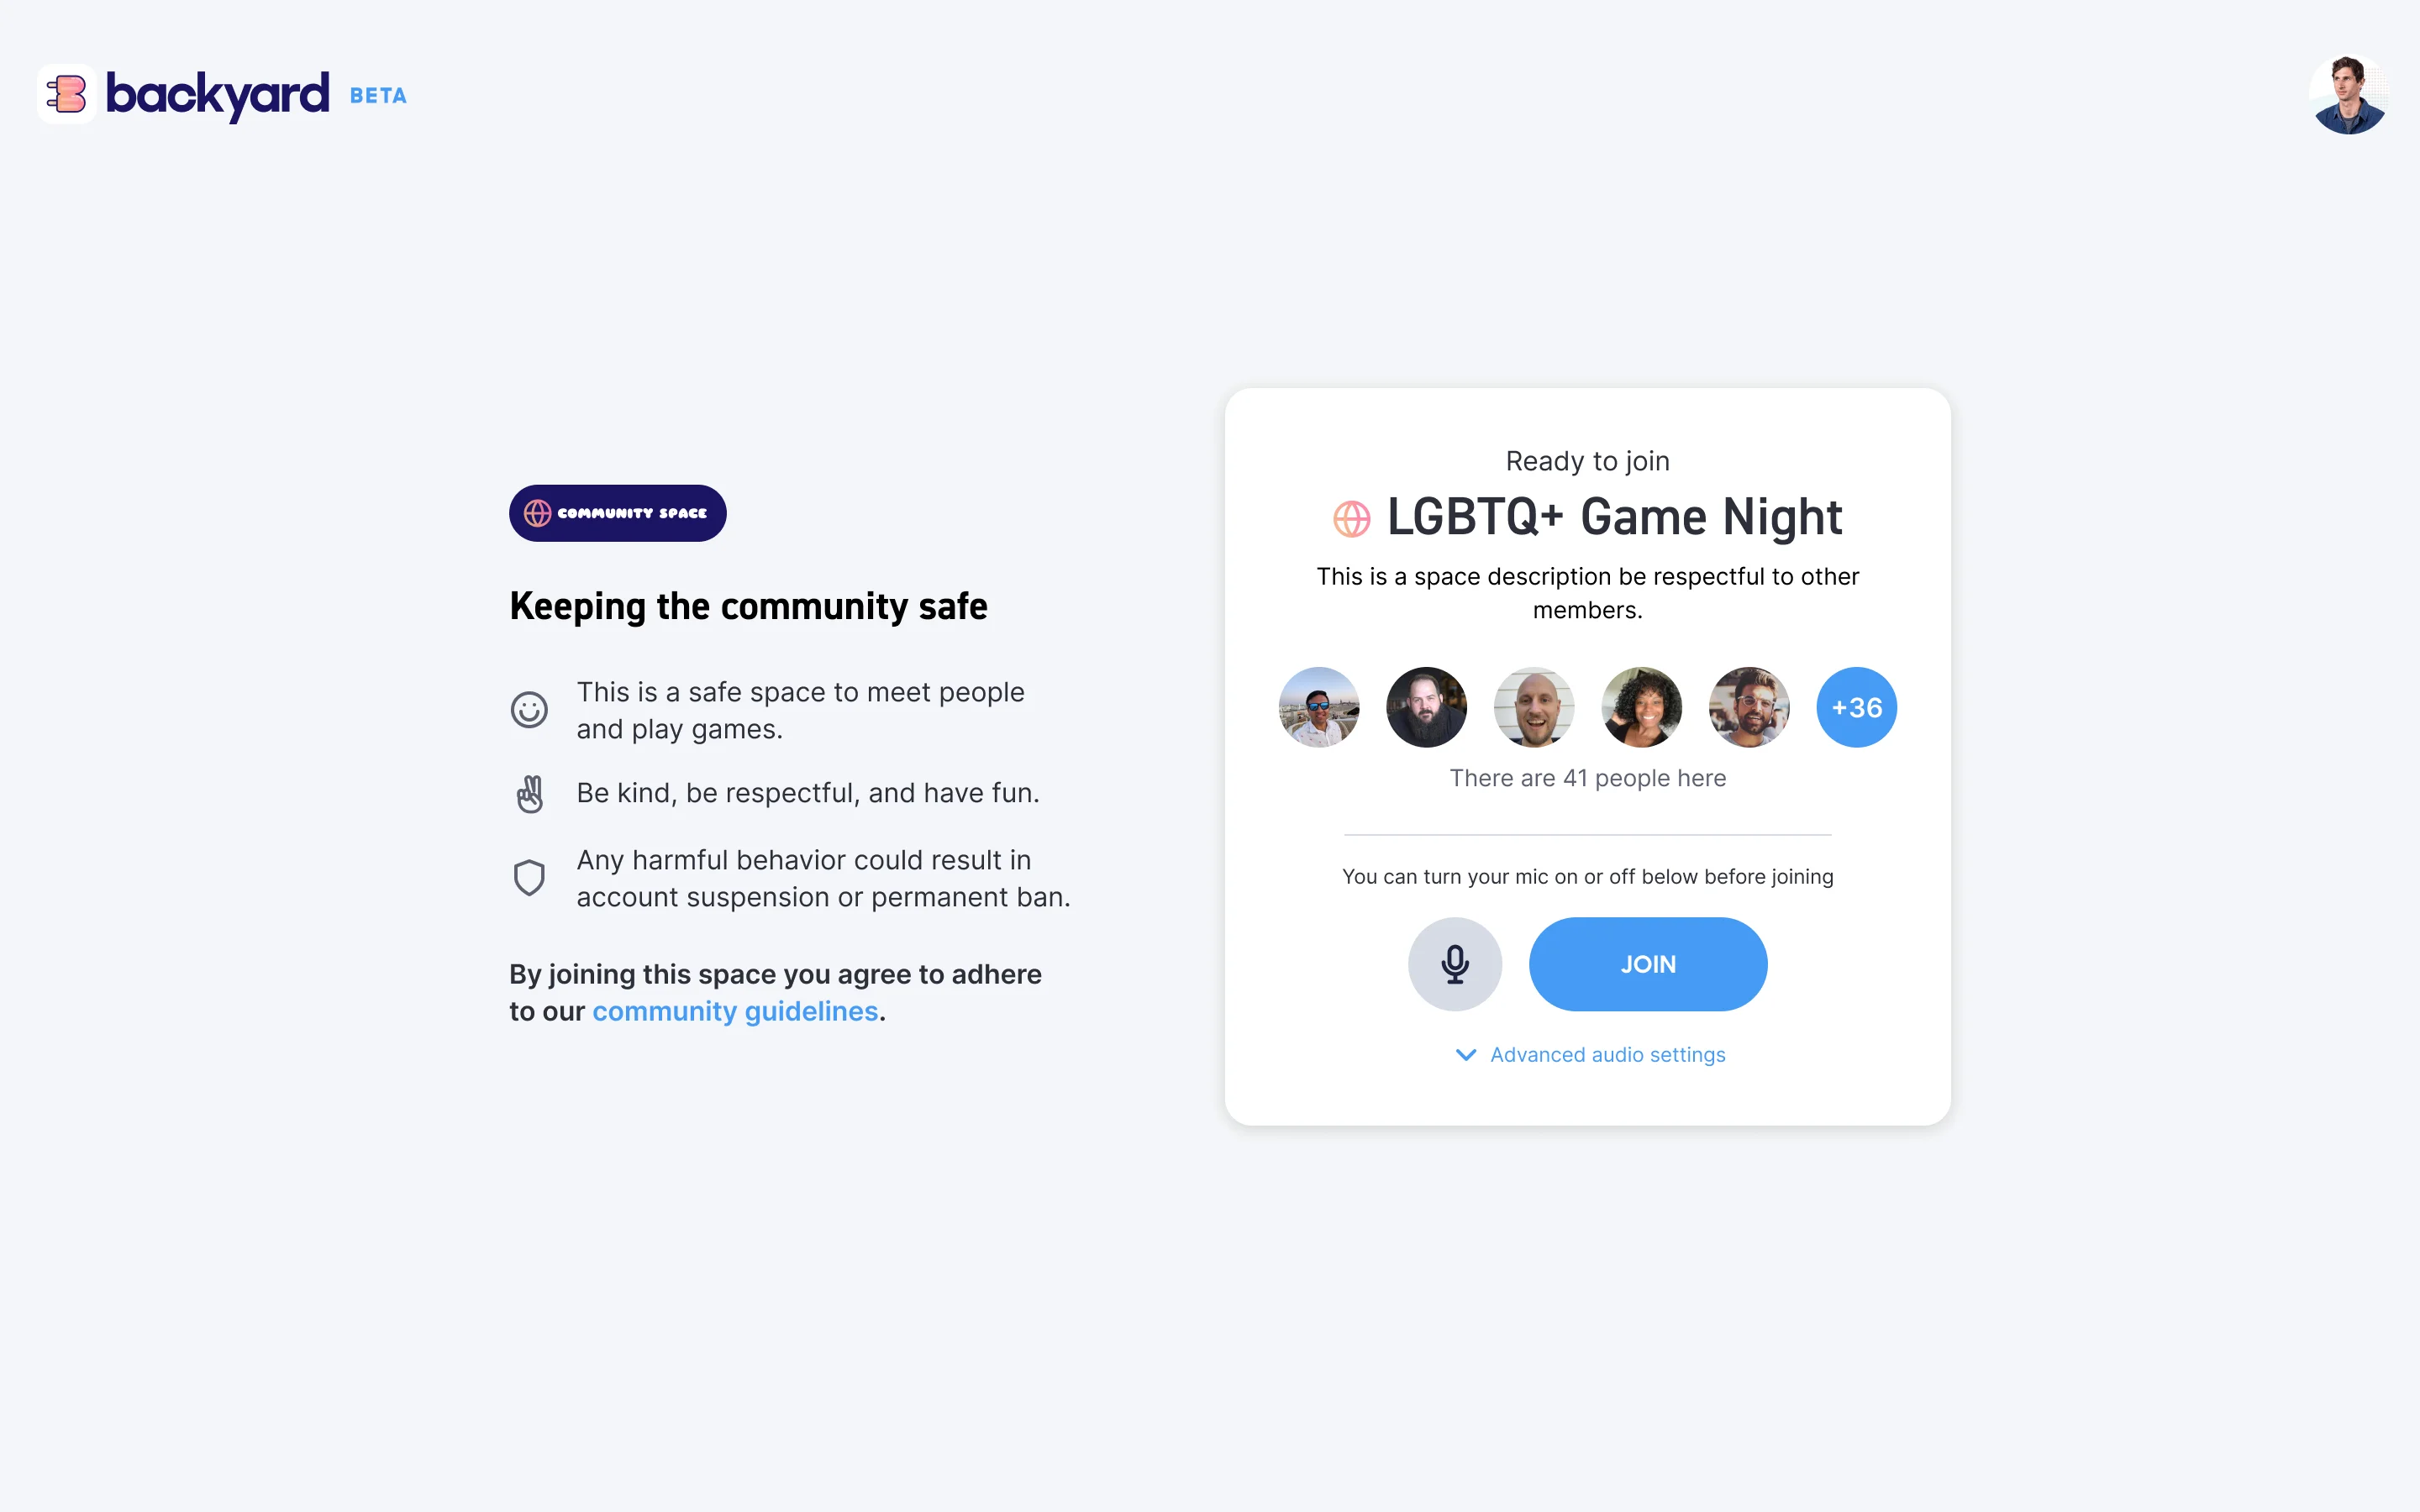 backyard BETA
COMMUNITY SPACE
Keeping the community safe
This is a safe space to meet people
and play games.
Be kind, be respectful, and have fun.
Any harmful behavior could result in
account suspension or permanent ban.
By joining this space you agree to adhere
to our community guidelines.
Ready to join
LGBTQ+ Game Night
This is a space description be respectful to other
members.
+36
There are 41 people here
You can turn your mic on or off below before joining
JOIN
Advanced audio settings